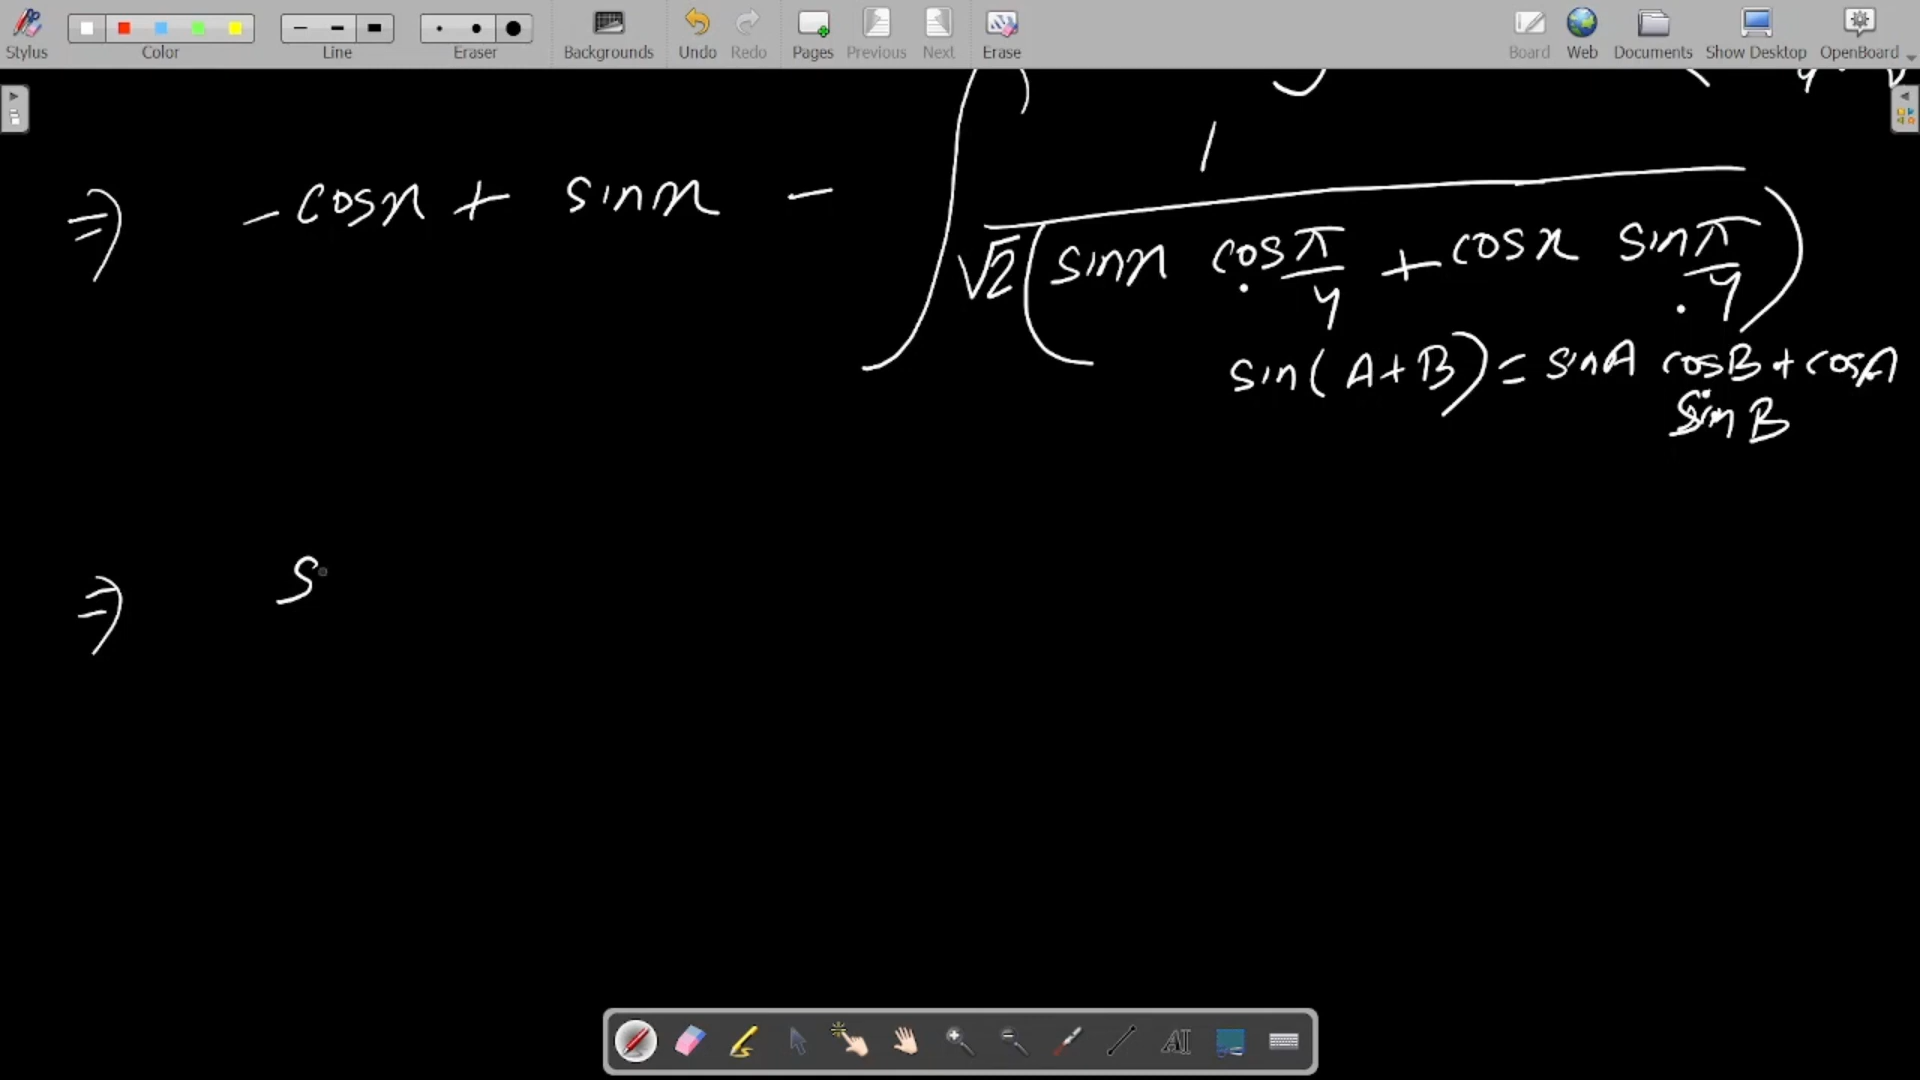 Stylus Color Line Eraser Backgrounds Undo Redo Pages Previous Next Erase Board Web Documents Show Desktop OpenBoard
1
⇒ -cosx + sinx - ∫
√2(sinx cosπ/4 + cosx sinπ/4)
sin(A+B) = sinA cosB + cosA
sinB
⇒ S
AI